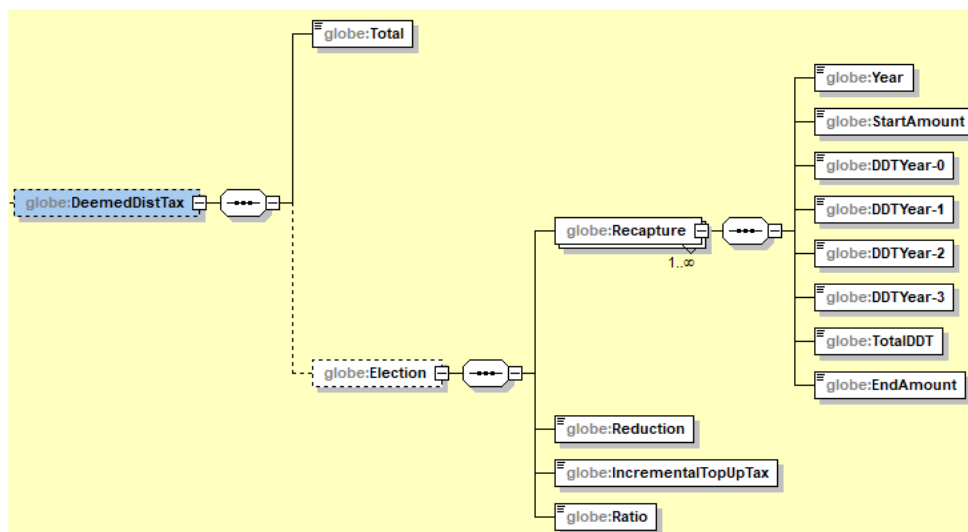 globe:Total
globe:Year
globe:StartAmount
globe:DDTYear-0
globe:DeemedDistTax
globe:DDTYear-1
globe:Recapture
1..∞
globe:DDTYear-2
globe:DDTYear-3
globe:TotalDDT
globe:Election
globe:EndAmount
globe:Reduction
globe:IncrementalTopUpTax
globe:Ratio